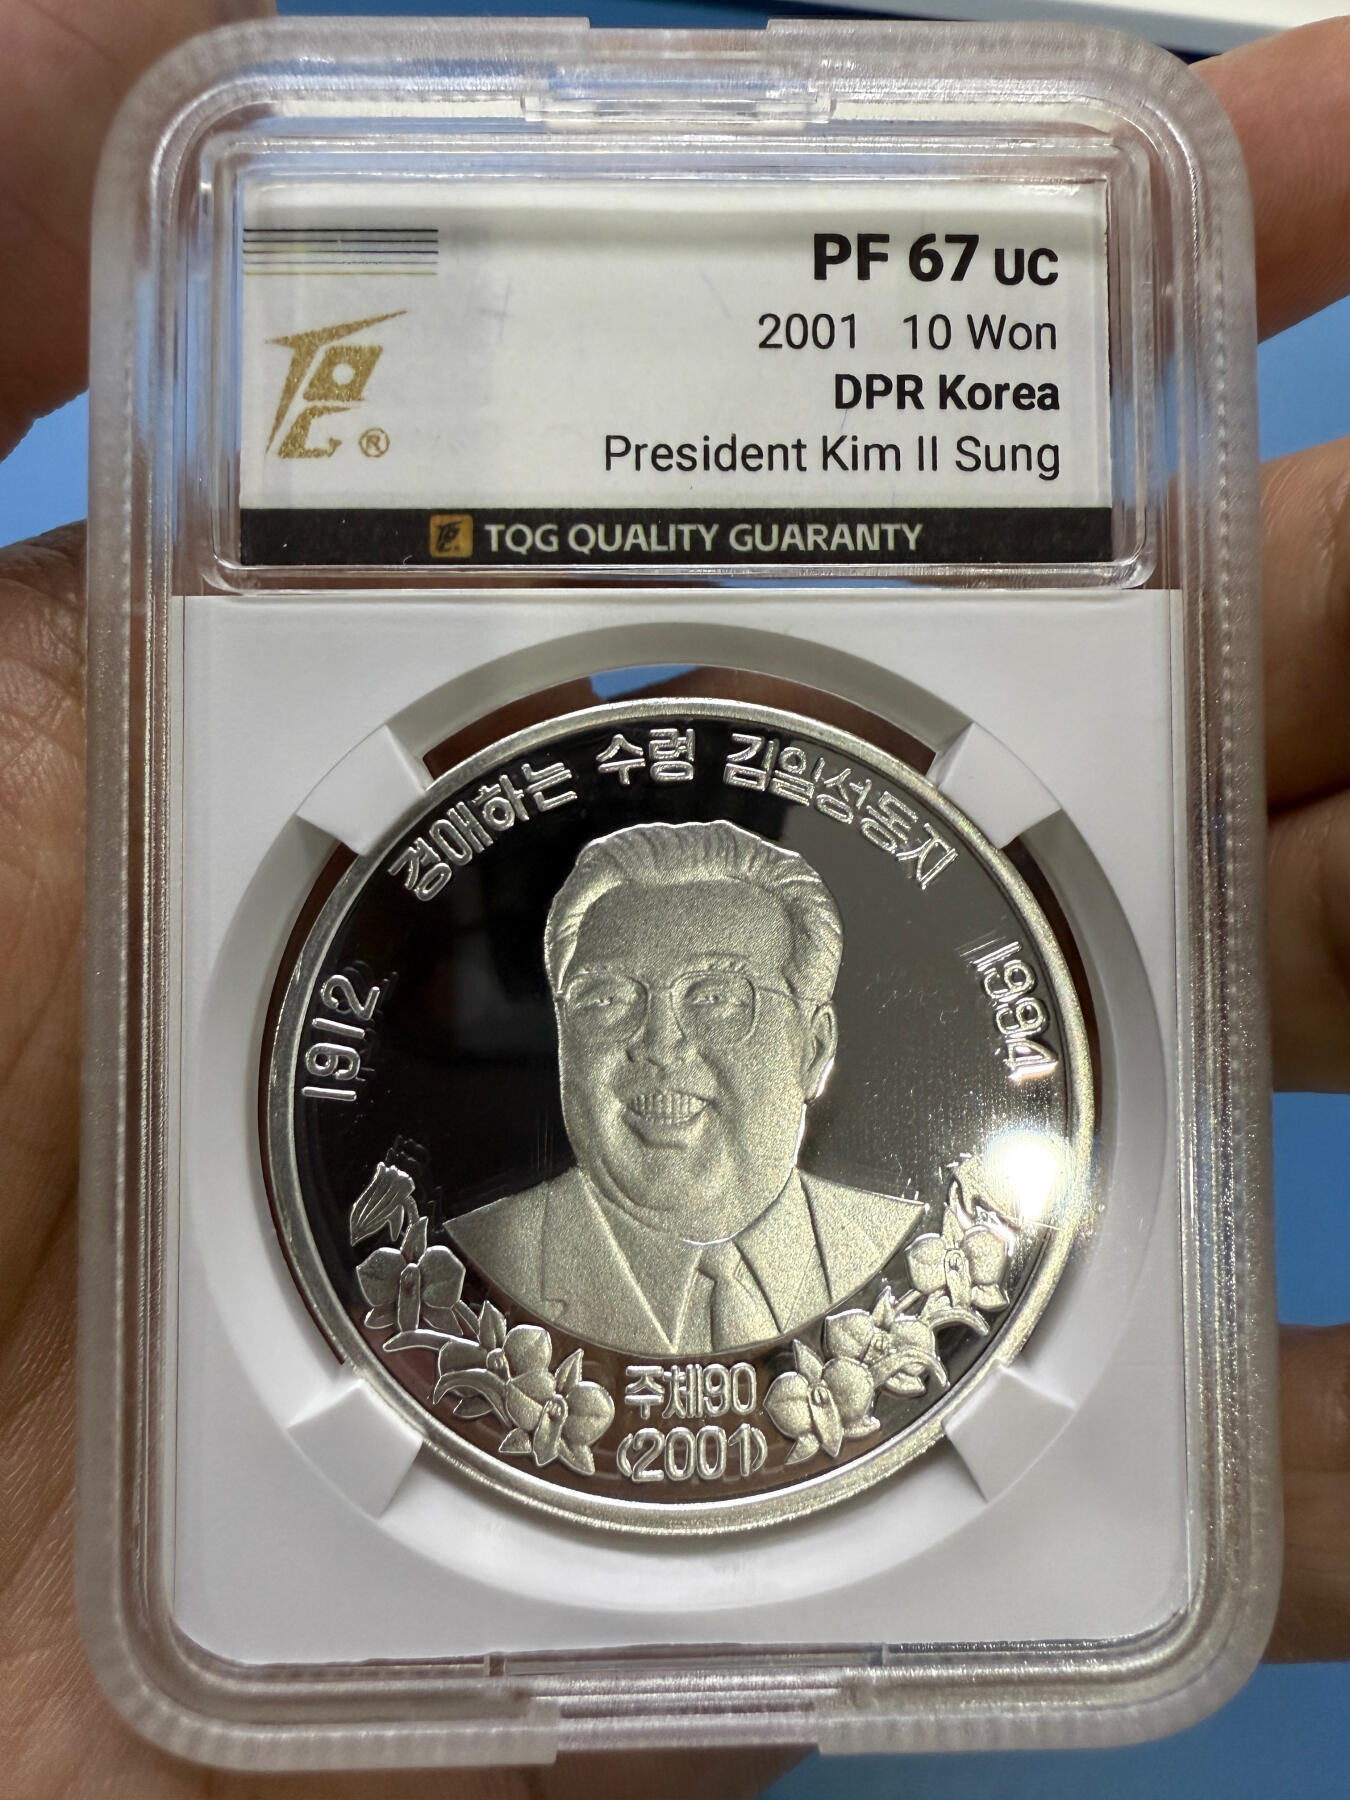 PF 67 UC
2001 10 Won
DPR Korea
President Kim Il Sung
®
TQG QUALITY GUARANTY
경애하는 수령 김일성동지
1912
1994
주체90
(2001)